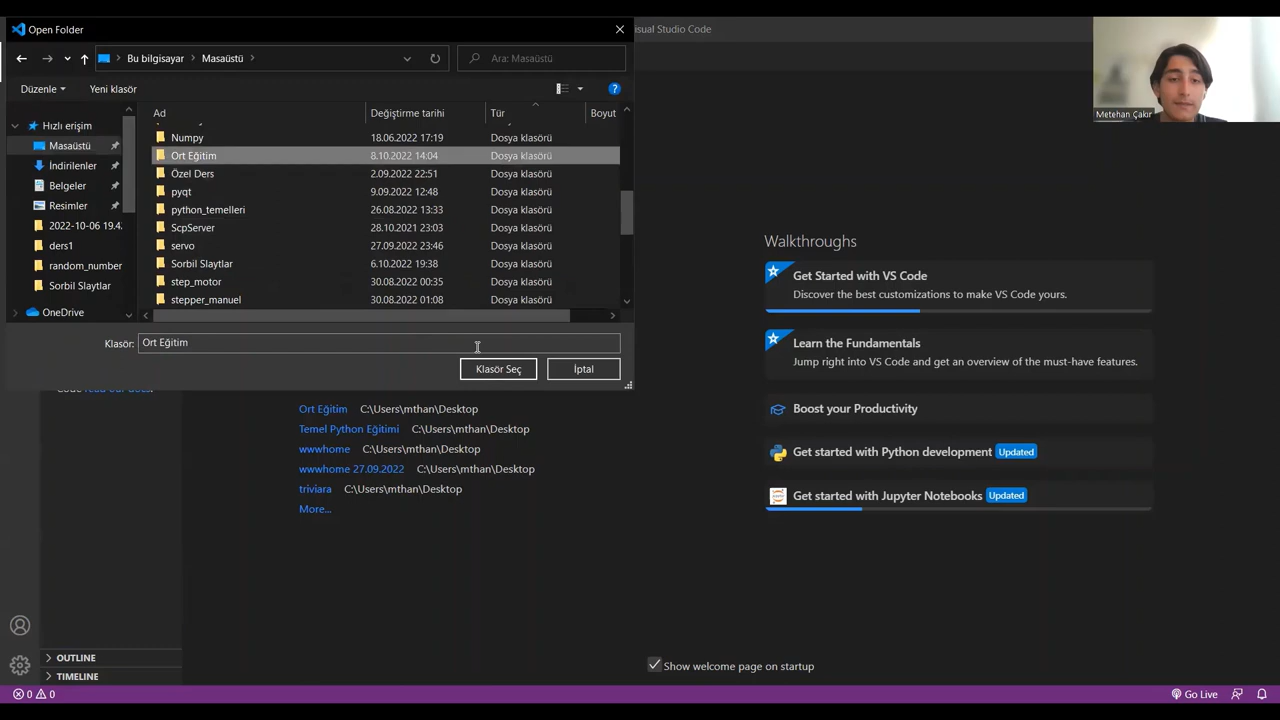 Open Folder
isual Studio Code
Bu bilgisayar
Masaüstü
Ara: Masaüstü
Düzenle
Yeni klasör
Ad
Değiştirme tarihi
Tür
Boyut
Hızlı erişim
Masaüstü
İndirilenler
Belgeler
Resimler
2022-10-06 19.4.
ders1
random_number
Sorbil Slaytlar
OneDrive
Numpy 18.06.2022 17:19 Dosya klasörü
Ort Eğitim 8.10.2022 14:04 Dosya klasörü
Özel Ders 2.09.2022 22:51 Dosya klasörü
pyqt 9.09.2022 12:48 Dosya klasörü
python_temelleri 26.08.2022 13:33 Dosya klasörü
ScpServer 28.10.2021 23:03 Dosya klasörü
servo 27.09.2022 23:46 Dosya klasörü
Sorbil Slaytlar 6.10.2022 19:38 Dosya klasörü
step_motor 30.08.2022 00:35 Dosya klasörü
stepper_manuel 30.08.2022 01:08 Dosya klasörü
Klasör: Ort Eğitim
Klasör Seç
İptal
Metehan Çakır
Ort Eğitim C:\Users\mthan\Desktop
Temel Python Eğitimi C:\Users\mthan\Desktop
wwwhome C:\Users\mthan\Desktop
wwwhome 27.09.2022 C:\Users\mthan\Desktop
triviara C:\Users\mthan\Desktop
More...
Walkthroughs
Get Started with VS Code
Discover the best customizations to make VS Code yours.
Learn the Fundamentals
Jump right into VS Code and get an overview of the must-have features.
Boost your Productivity
Get started with Python development Updated
Get started with Jupyter Notebooks Updated
Show welcome page on startup
OUTLINE
TIMELINE
0 0
Go Live